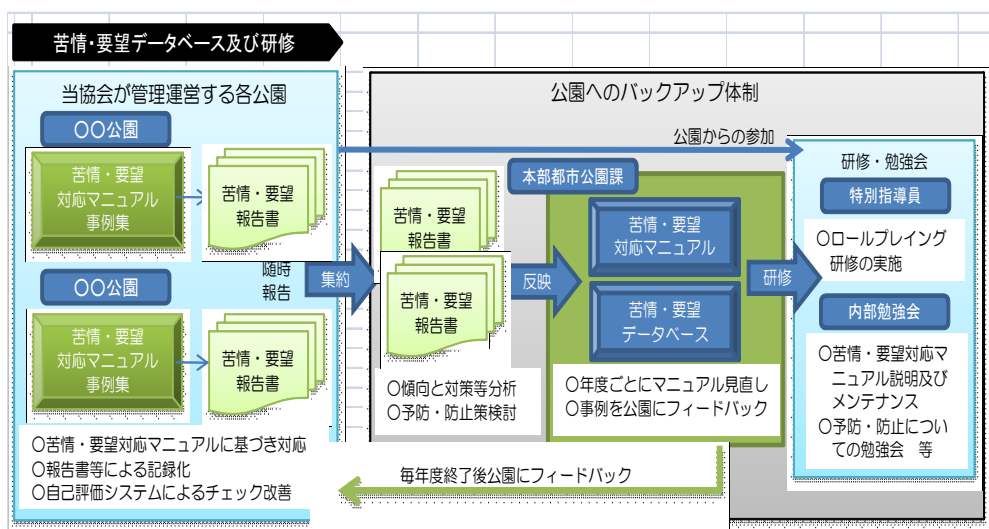 苦情・要望データベース及び研修
当協会が管理運営する各公園
〇〇公園
苦情・要望
対応マニュアル
事例集
苦情・要望
報告書
〇〇公園
苦情・要望
対応マニュアル
事例集
苦情・要望
報告書
随時
報告
〇苦情・要望対応マニュアルに基づき対応
〇報告書等による記録化
〇自己評価システムによるチェック改善
集約
公園へのバックアップ体制
公園からの参加
苦情・要望
報告書
苦情・要望
報告書
〇傾向と対策等分析
〇予防・防止策検討
反映
本部都市公園課
苦情・要望
対応マニュアル
苦情・要望
データベース
〇年度ごとにマニュアル見直し
〇事例を公園にフィードバック
研修
研修・勉強会
特別指導員
〇ロールプレイング
研修の実施
内部勉強会
〇苦情・要望対応マ
ニュアル説明及び
メンテナンス
〇予防・防止につい
ての勉強会 等
毎年度終了後公園にフィードバック